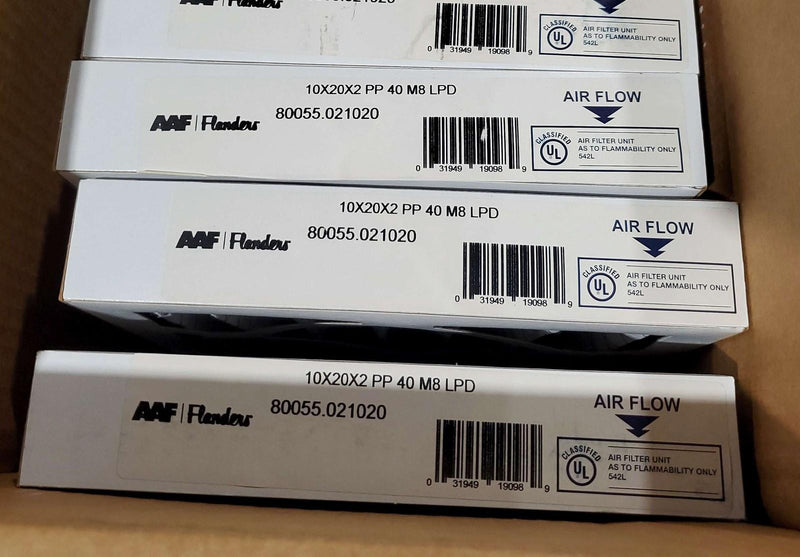 AAF Flanders
0 31949 19098 9
CLASSIFIED
UL
AIR FILTER UNIT
AS TO FLAMMABILITY ONLY
542L
10X20X2 PP 40 M8 LPD
AAF Flanders
80055.021020
0 31949 19098 9
AIR FLOW
CLASSIFIED
UL
AIR FILTER UNIT
AS TO FLAMMABILITY ONLY
542L
10X20X2 PP 40 M8 LPD
AAF Flanders
80055.021020
0 31949 19098 9
AIR FLOW
CLASSIFIED
UL
AIR FILTER UNIT
AS TO FLAMMABILITY ONLY
542L
10X20X2 PP 40 M8 LPD
AAF Flanders
80055.021020
0 31949 19098 9
AIR FLOW
CLASSIFIED
UL
AIR FILTER UNIT
AS TO FLAMMABILITY ONLY
542L